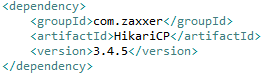 <dependency>
    <groupId>com.zaxxer</groupId>
    <artifactId>HikariCP</artifactId>
    <version>3.4.5</version>
</dependency>